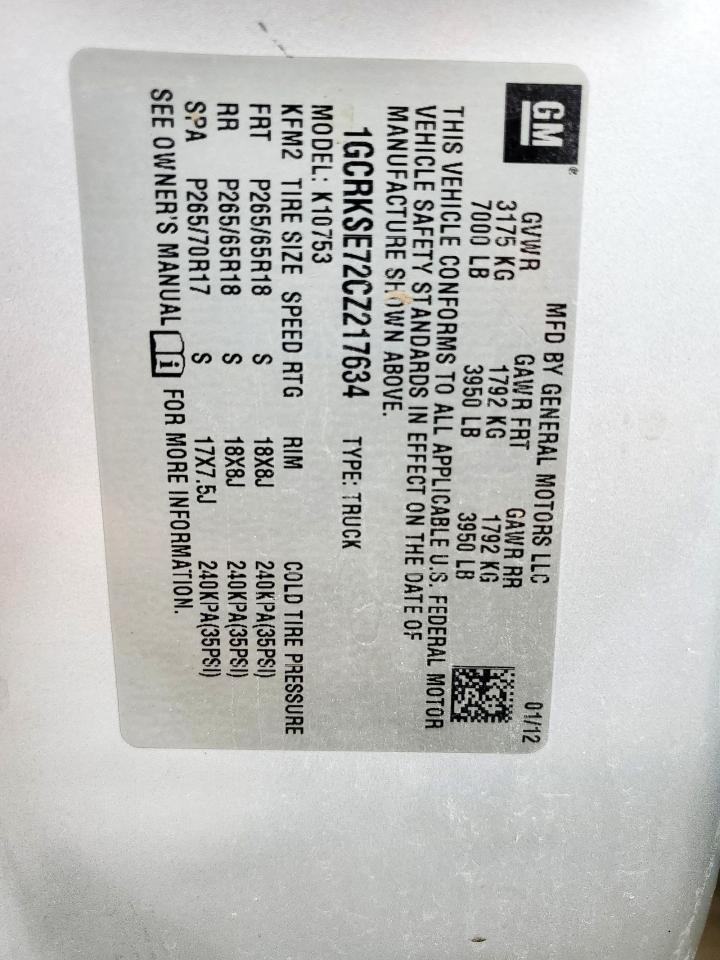 GM
MFD BY GENERAL MOTORS LLC 01/12
GVWR GAWR FRT GAWR RR
3175 KG 1792 KG 1792 KG
7000 LB 3950 LB 3950 LB
THIS VEHICLE CONFORMS TO ALL APPLICABLE U.S. FEDERAL MOTOR
VEHICLE SAFETY STANDARDS IN EFFECT ON THE DATE OF
MANUFACTURE SHOWN ABOVE.
1GCRKSE72CZ217634 TYPE: TRUCK
MODEL: K10753
KFM2 TIRE SIZE SPEED RTG RIM COLD TIRE PRESSURE
FRT P265/65R18 S 18X8J 240KPA(35PSI)
RR P265/65R18 S 18X8J 240KPA(35PSI)
SPA P265/70R17 S 17X7.5J 240KPA(35PSI)
SEE OWNER'S MANUAL i FOR MORE INFORMATION.